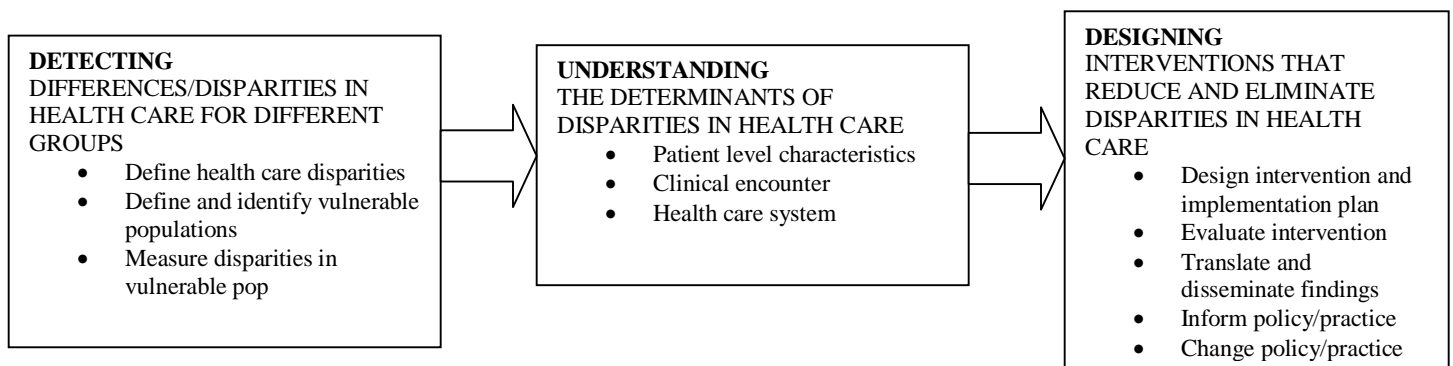 DETECTING
DIFFERENCES/DISPARITIES IN
HEALTH CARE FOR DIFFERENT
GROUPS
• Define health care disparities
• Define and identify vulnerable
populations
• Measure disparities in
vulnerable pop
UNDERSTANDING
THE DETERMINANTS OF
DISPARITIES IN HEALTH CARE
• Patient level characteristics
• Clinical encounter
• Health care system
DESIGNING
INTERVENTIONS THAT
REDUCE AND ELIMINATE
DISPARITIES IN HEALTH
CARE
• Design intervention and
implementation plan
• Evaluate intervention
• Translate and
disseminate findings
• Inform policy/practice
• Change policy/practice